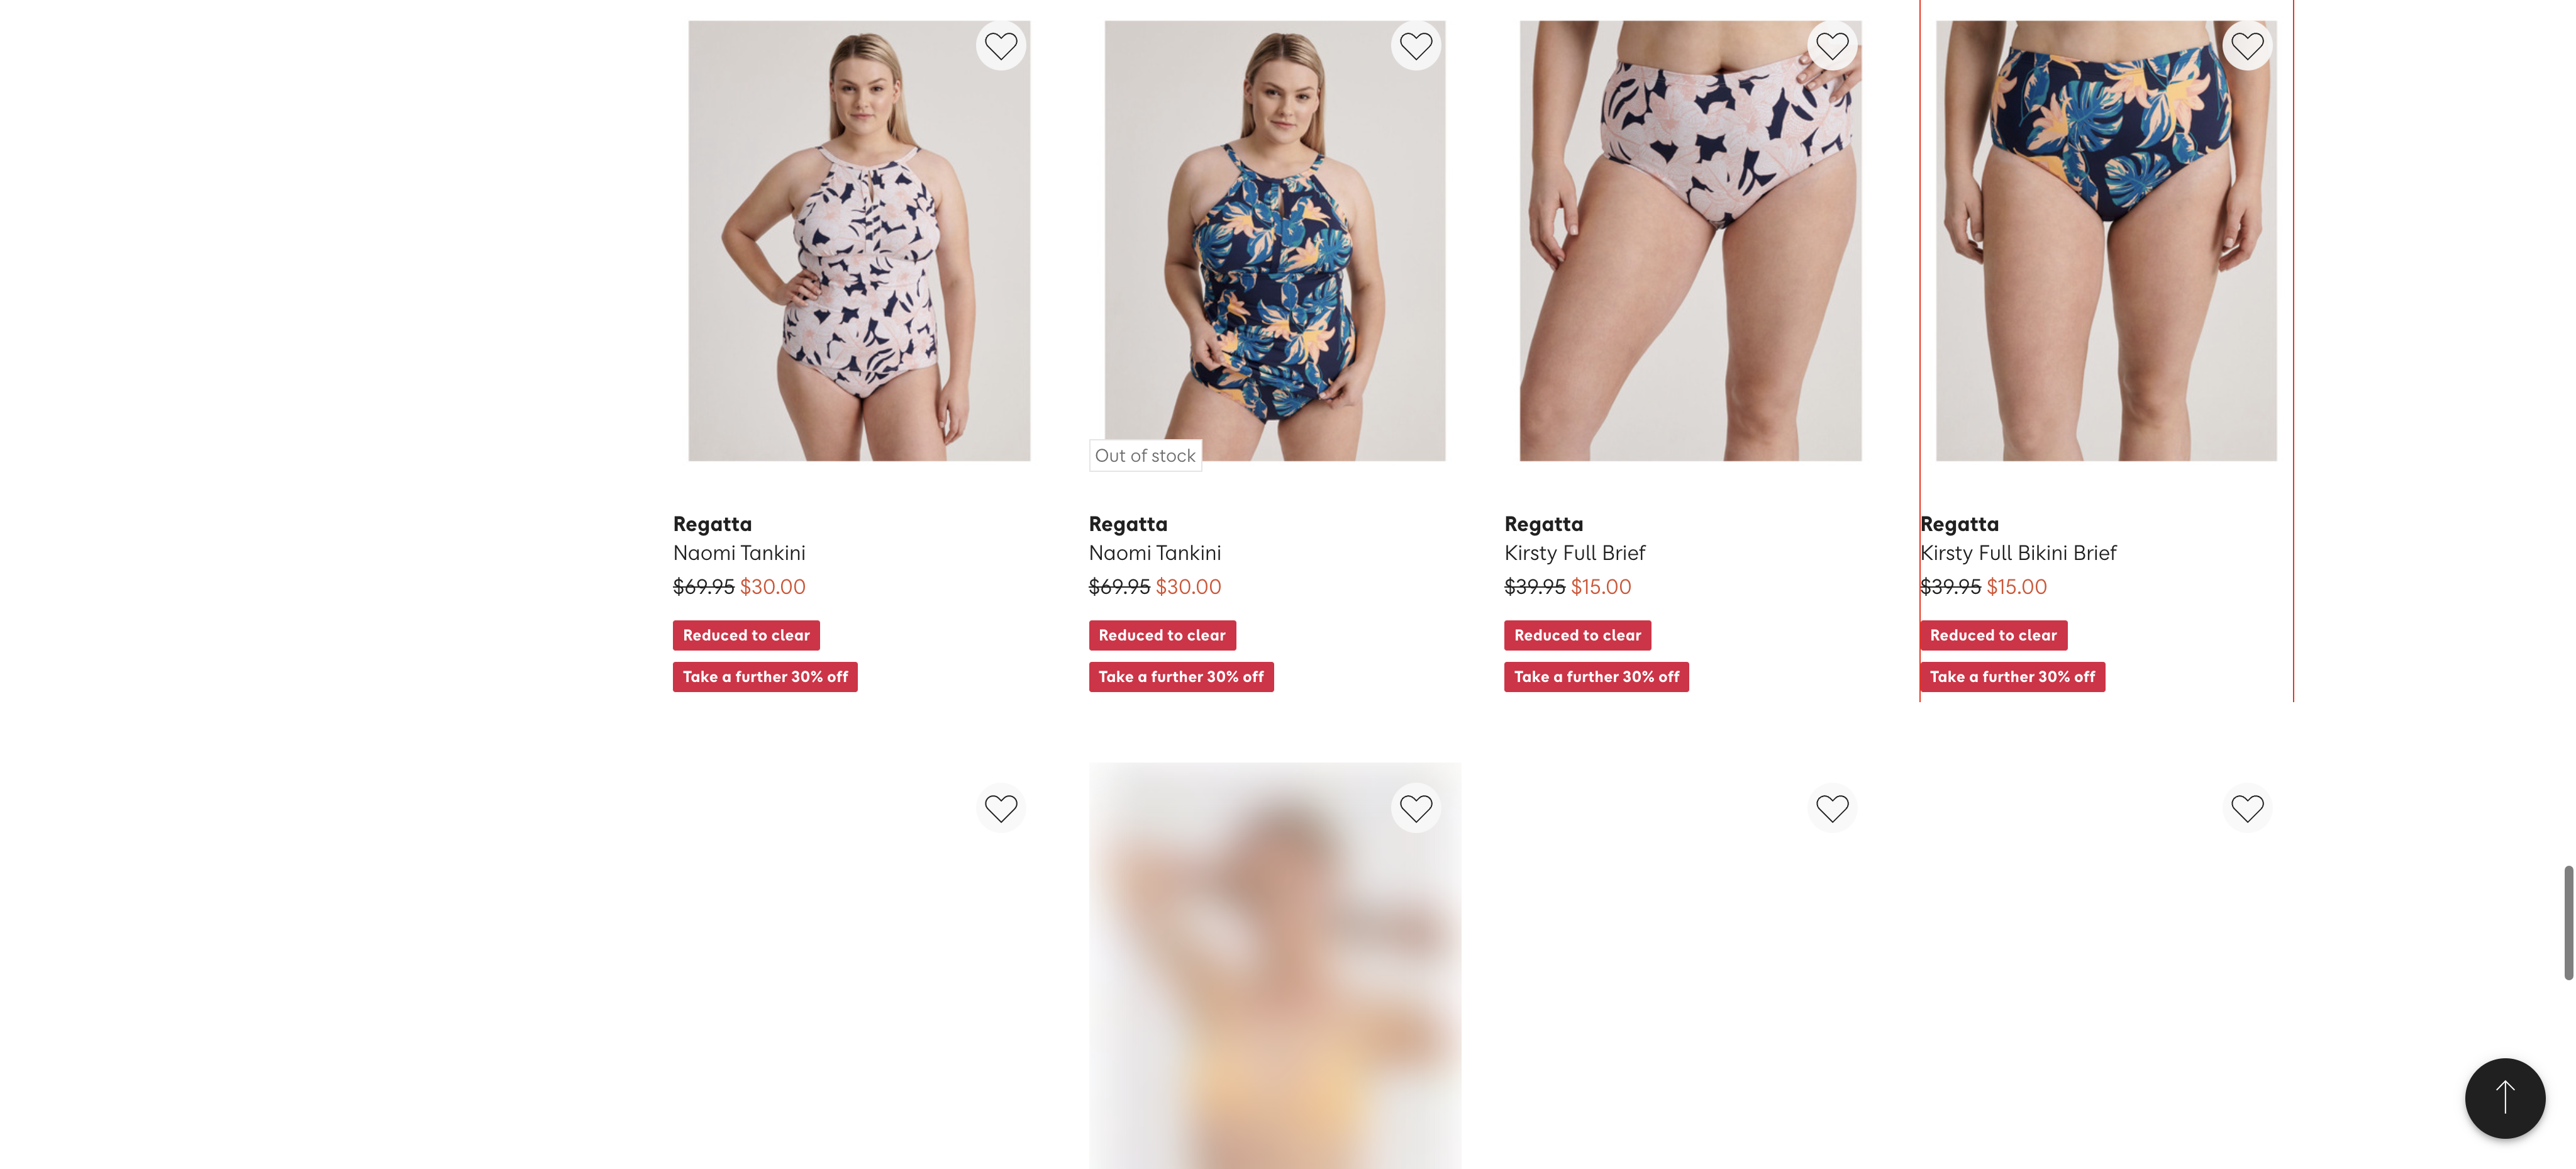 Out of stock
Regatta
Naomi Tankini
$69.95 $30.00
Reduced to clear
Take a further 30% off
Regatta
Naomi Tankini
$69.95 $30.00
Reduced to clear
Take a further 30% off
Regatta
Kirsty Full Brief
$39.95 $15.00
Reduced to clear
Take a further 30% off
Regatta
Kirsty Full Bikini Brief
$39.95 $15.00
Reduced to clear
Take a further 30% off